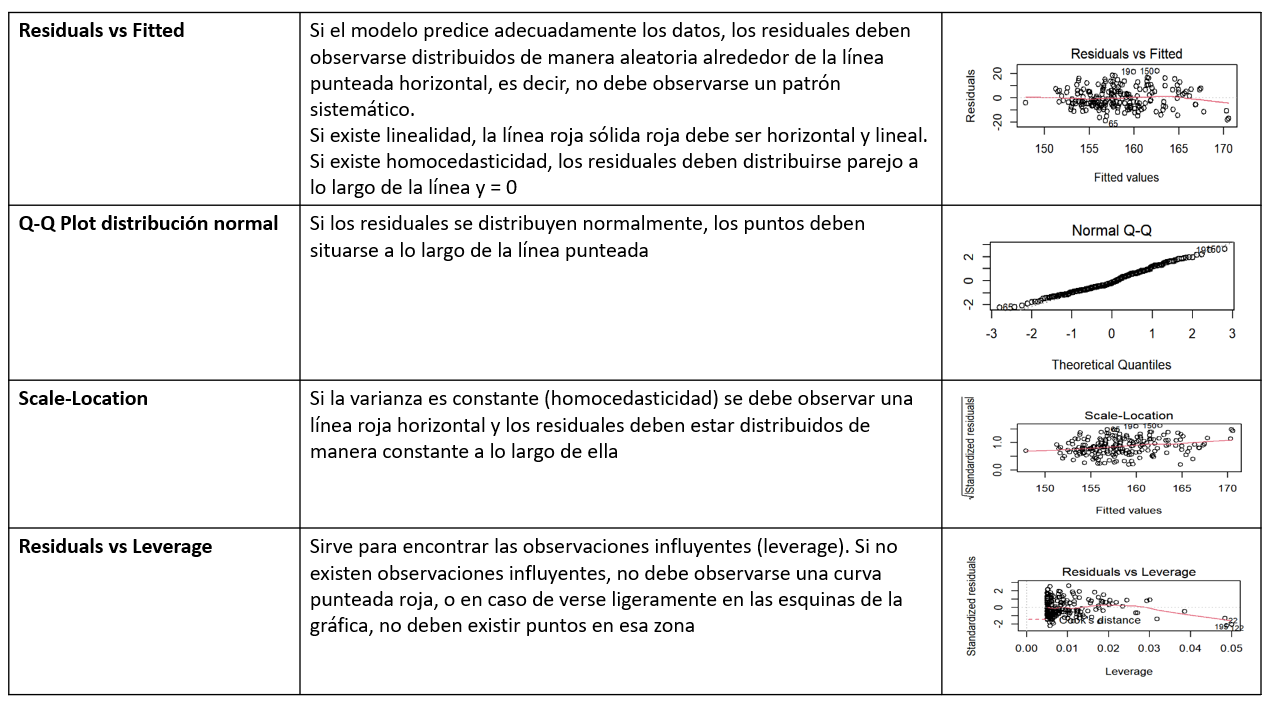 Residuals vs Fitted
Si el modelo predice adecuadamente los datos, los residuales deben
observarse distribuidos de manera aleatoria alrededor de la línea
punteada horizontal, es decir, no debe observarse un patrón
sistemático.
Si existe linealidad, la línea roja sólida roja debe ser horizontal y lineal.
Si existe homocedasticidad, los residuales deben distribuirse parejo a
lo largo de la línea y = 0
Residuals vs Fitted
Residuals
20
0
-20
19 150
65
150 155 160 165 170
Fitted values
Q-Q Plot distribución normal
Si los residuales se distribuyen normalmente, los puntos deben
situarse a lo largo de la línea punteada
Normal Q-Q
2
0
-2
65
-3 -2 -1 0 1 2 3
Theoretical Quantiles
Scale-Location
Si la varianza es constante (homocedasticidad) se debe observar una
línea roja horizontal y los residuales deben estar distribuidos de
manera constante a lo largo de ella
Scale-Location
√|Standardized residuals|
1.0
0.0
65 19 150
150 155 160 165 170
Fitted values
Residuals vs Leverage
Sirve para encontrar las observaciones influyentes (leverage). Si no
existen observaciones influyentes, no debe observarse una curva
punteada roja, o en caso de verse ligeramente en las esquinas de la
gráfica, no deben existir puntos en esa zona
Residuals vs Leverage
Standardized residuals
2
0
-2
Cook's distance
0.00 0.01 0.02 0.03 0.04 0.05
Leverage